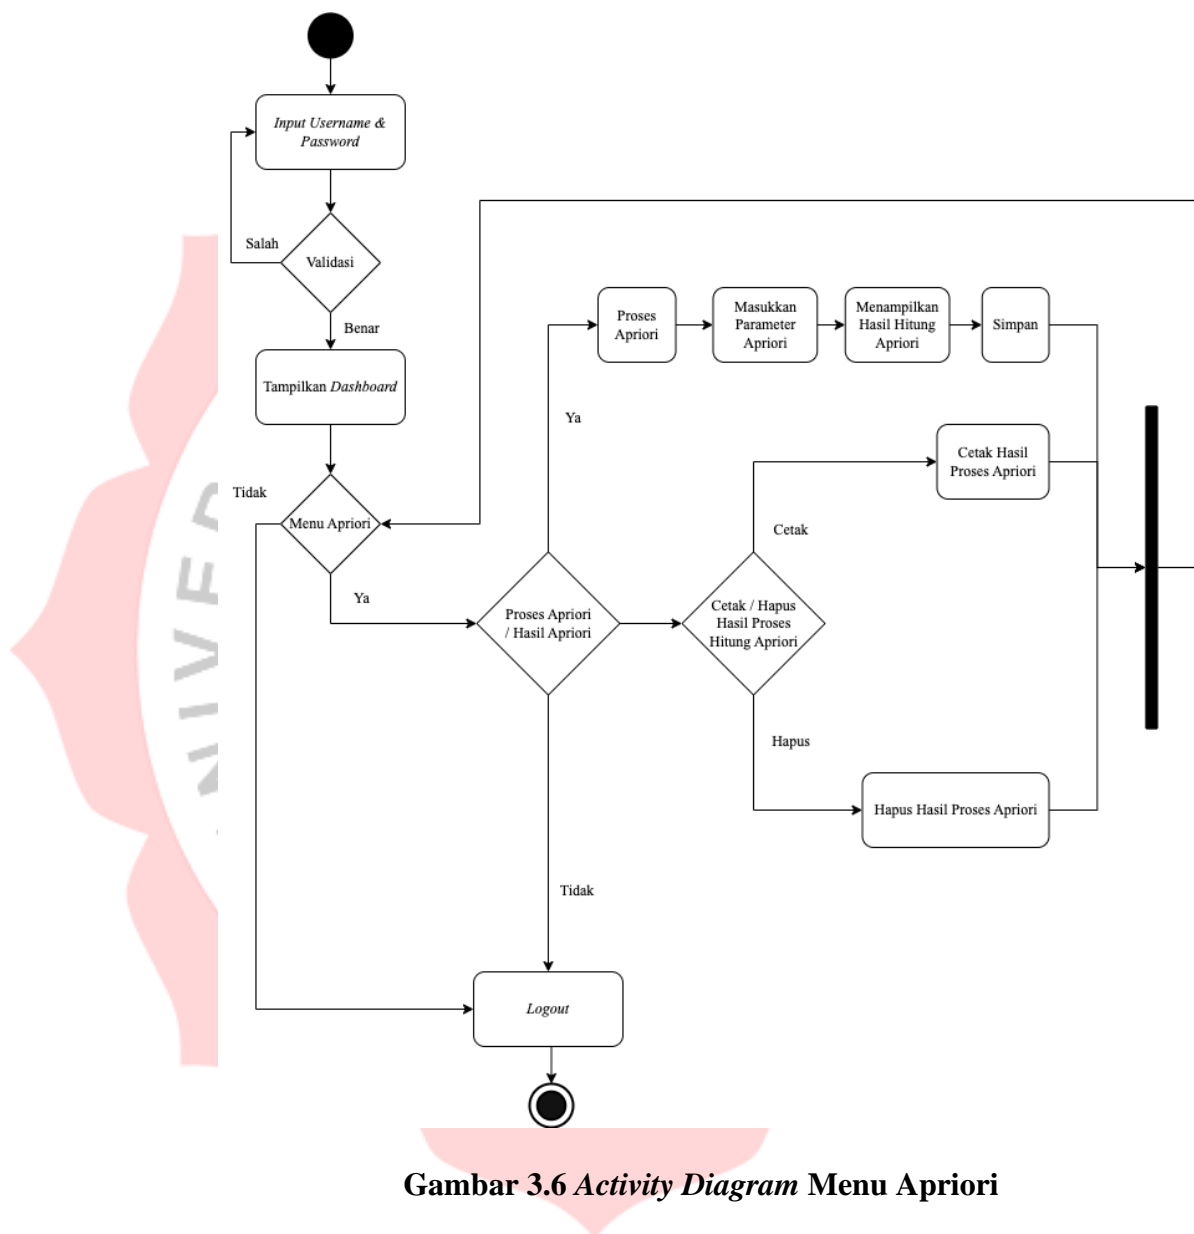 Input Username &
Password
Salah
Validasi
Benar
Tampilkan Dashboard
Tidak
Menu Apriori
Ya
Proses
Apriori
Masukkan
Parameter
Apriori
Menampilkan
Hasil Hitung
Apriori
Simpan
Ya
Cetak Hasil
Proses Apriori
Cetak
Proses Apriori
/ Hasil Apriori
Cetak / Hapus
Hasil Proses
Hitung Apriori
Hapus
Hapus Hasil Proses Apriori
Tidak
Logout
Gambar 3.6 Activity Diagram Menu Apriori